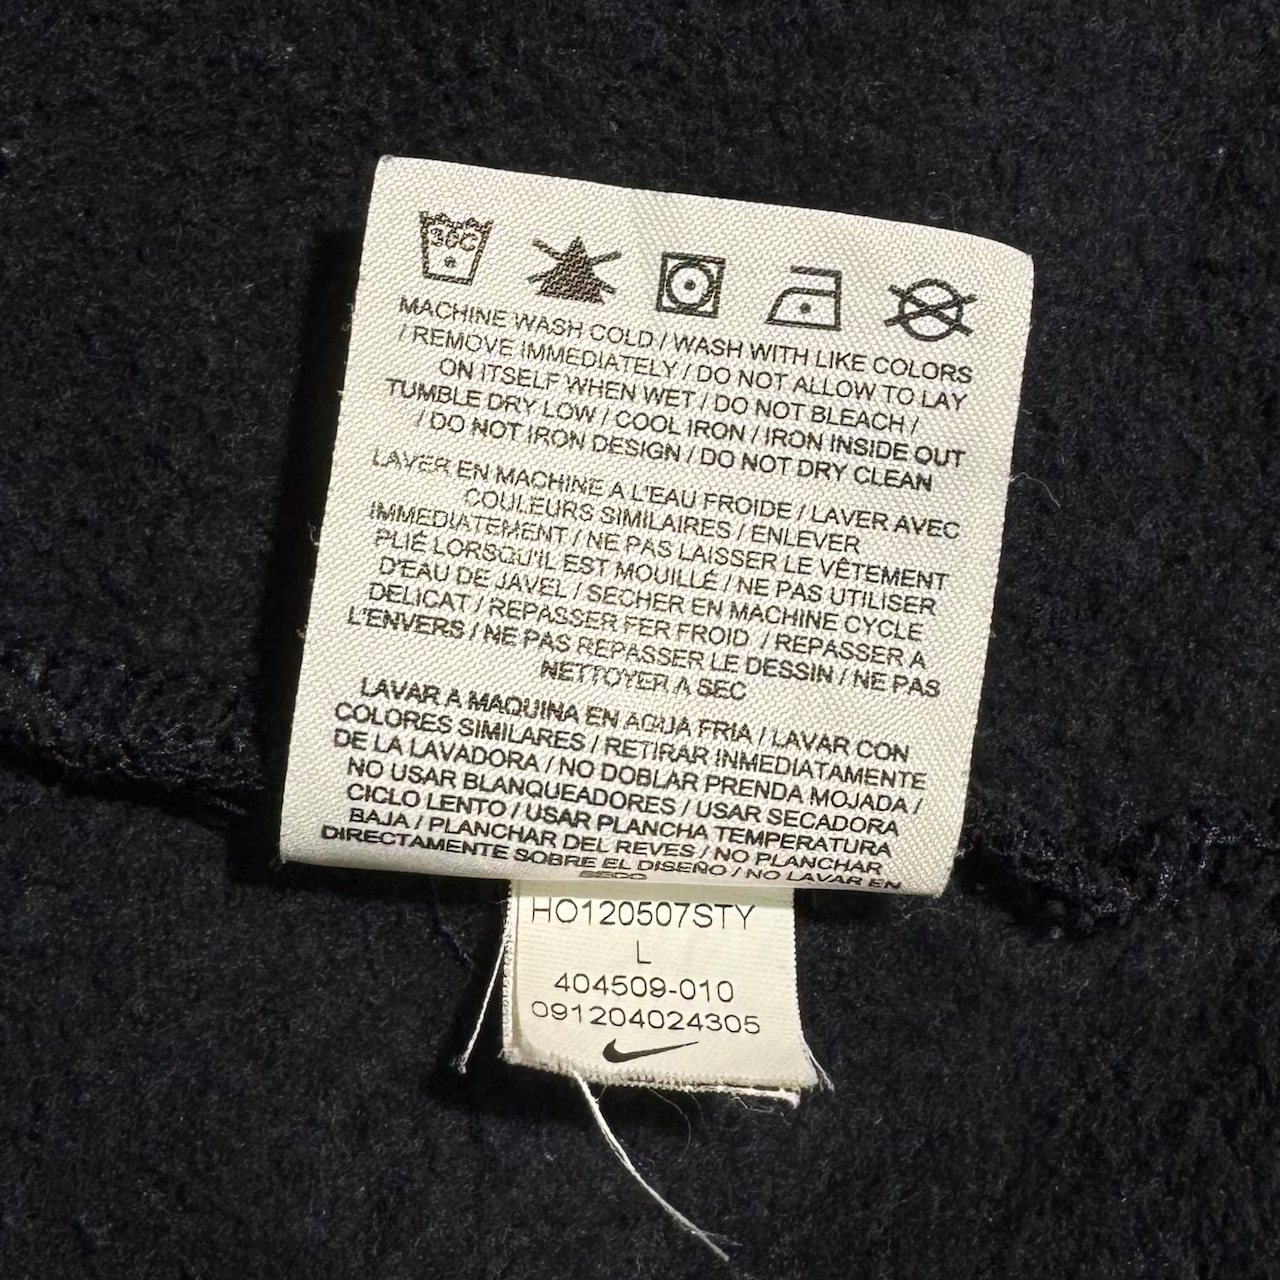 30C
MACHINE WASH COLD / WASH WITH LIKE COLORS
/ REMOVE IMMEDIATELY / DO NOT ALLOW TO LAY
ON ITSELF WHEN WET / DO NOT BLEACH /
TUMBLE DRY LOW / COOL IRON / IRON INSIDE OUT
/ DO NOT IRON DESIGN / DO NOT DRY CLEAN
LAVER EN MACHINE A L'EAU FROIDE / LAVER AVEC
COULEURS SIMILAIRES / ENLEVER
IMMEDIATEMENT / NE PAS LAISSER LE VÊTEMENT
PLIÉ LORSQU'IL EST MOUILLÉ / NE PAS UTILISER
D'EAU DE JAVEL / SECHER EN MACHINE CYCLE
DELICAT / REPASSER FER FROID / REPASSER A
L'ENVERS / NE PAS REPASSER LE DESSIN / NE PAS
NETTOYER A SEC
LAVAR A MAQUINA EN AGUA FRIA / LAVAR CON
COLORES SIMILARES / RETIRAR INMEDIATAMENTE
DE LA LAVADORA / NO DOBLAR PRENDA MOJADA /
NO USAR BLANQUEADORES / USAR SECADORA
CICLO LENTO / USAR PLANCHA TEMPERATURA
BAJA / PLANCHAR DEL REVES / NO PLANCHAR
DIRECTAMENTE SOBRE EL DISEÑO / NO LAVAR EN
SECO
HO120507STY
L
404509-010
091204024305